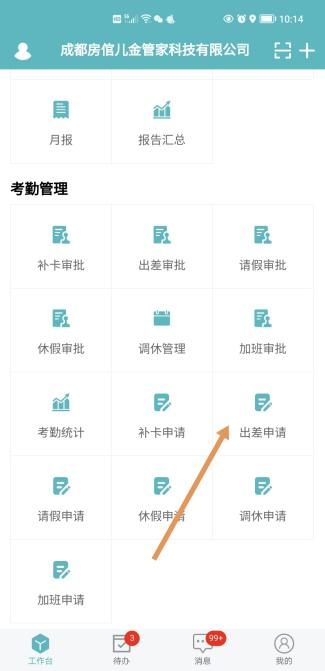 10:14
成都房倌儿金管家科技有限公司
月报 报告汇总
考勤管理
补卡审批 出差审批 请假审批
休假审批 调休管理 加班审批
考勤统计 补卡申请 出差申请
请假申请 休假申请 调休申请
加班申请
3 99+
工作台 待办 消息 我的